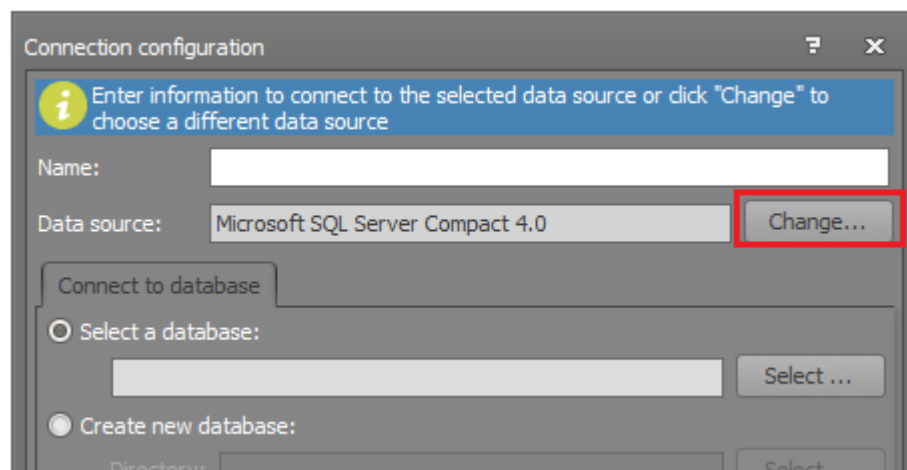 Connection configuration
Enter information to connect to the selected data source or click "Change" to
choose a different data source
Name:
Data source: Microsoft SQL Server Compact 4.0 Change...
Connect to database
Select a database:
Select ...
Create new database:
Directory: Select ...